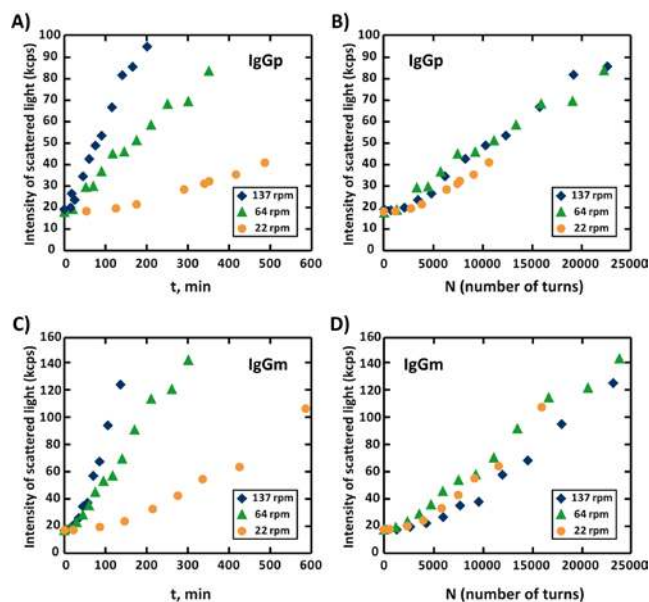 A)
IgGp
Intensity of scattered light (kcps)
100
90
80
70
60
50
40
30
20
10
0
137 rpm
64 rpm
22 rpm
0 100 200 300 400 500 600
t, min
B)
IgGp
Intensity of scattered light (kcps)
100
90
80
70
60
50
40
30
20
10
0
137 rpm
64 rpm
22 rpm
0 5000 10000 15000 20000 25000
N (number of turns)
C)
IgGm
Intensity of scattered light (kcps)
160
140
120
100
80
60
40
20
0
137 rpm
64 rpm
22 rpm
0 100 200 300 400 500 600
t, min
D)
IgGm
Intensity of scattered light (kcps)
160
140
120
100
80
60
40
20
0
137 rpm
64 rpm
22 rpm
0 5000 10000 15000 20000 25000
N (number of turns)